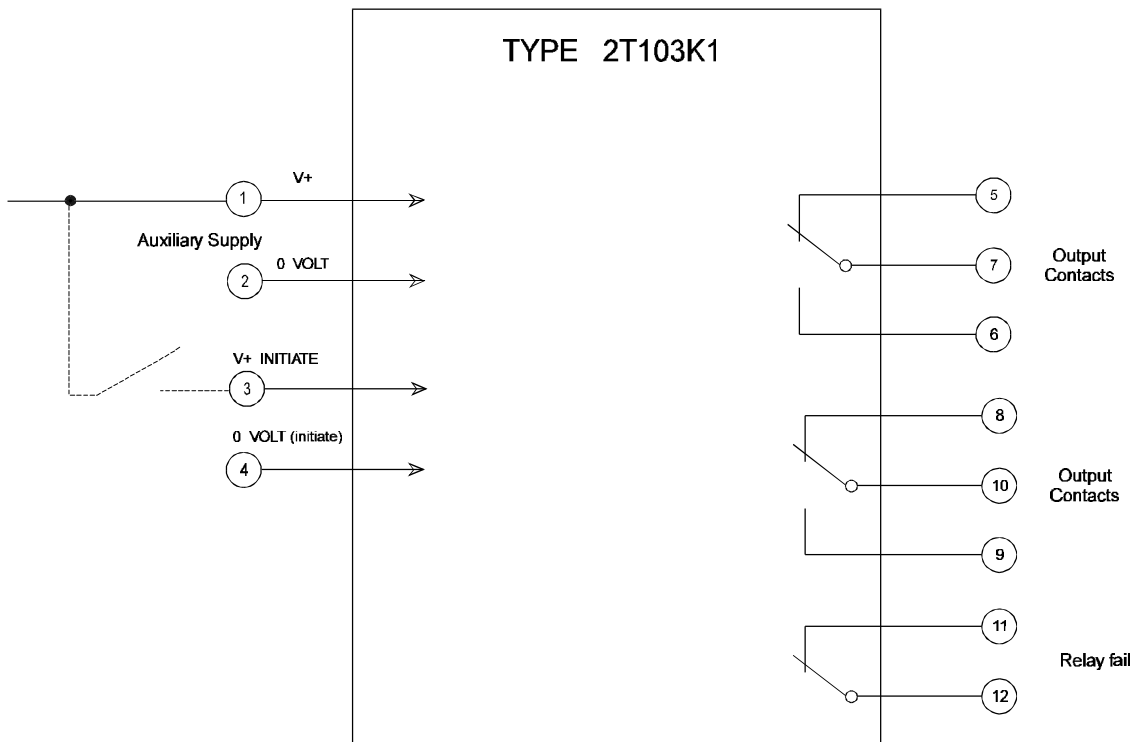 TYPE 2T103K1
1
V+
Auxiliary Supply
2
0 VOLT
V+ INITIATE
3
0 VOLT (initiate)
4
5
7
Output
Contacts
6
8
10
Output
Contacts
9
11
Relay fail
12